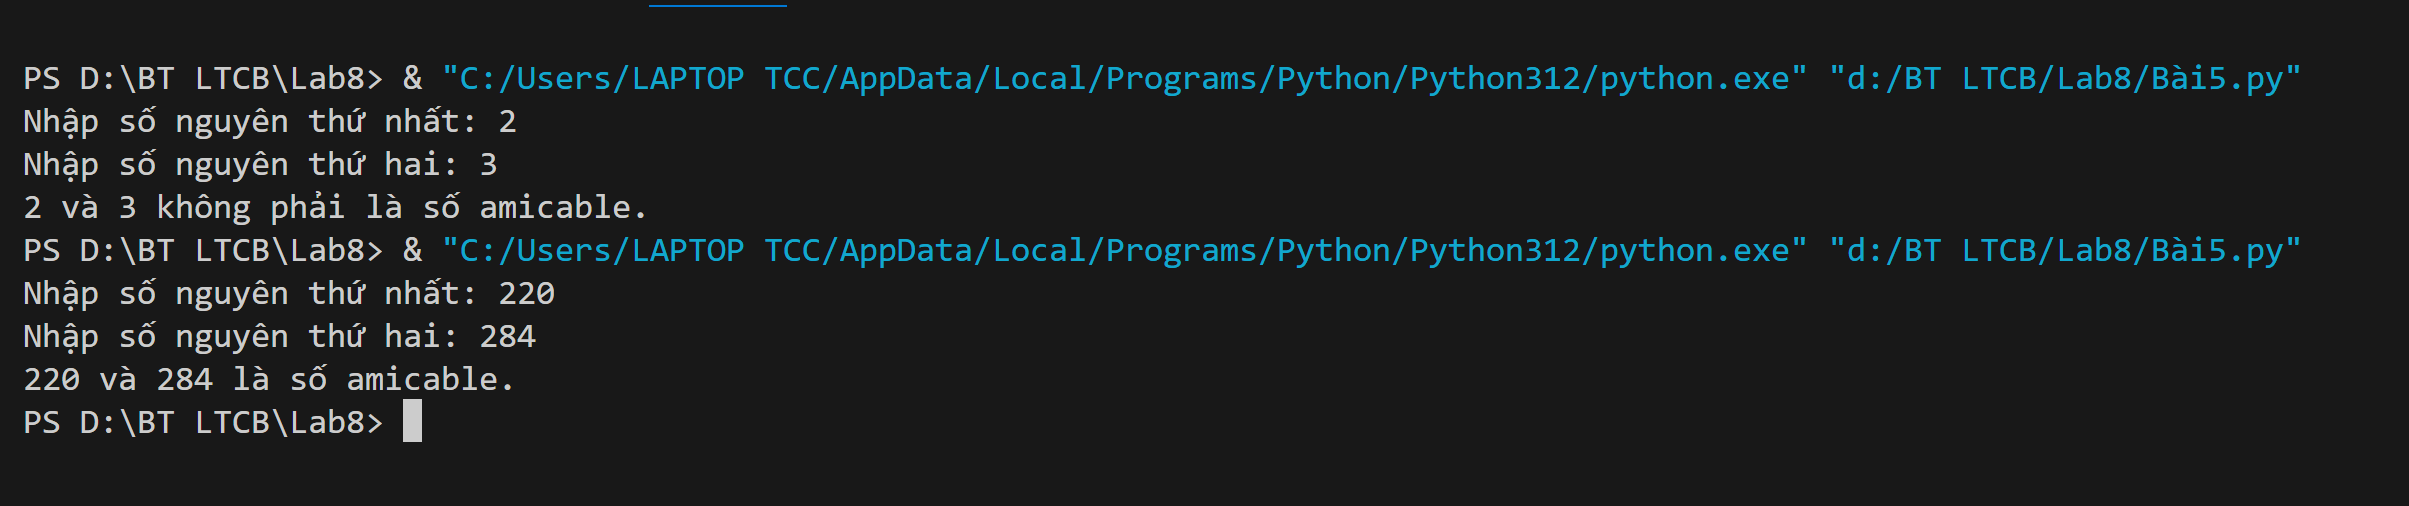 PS D:\BT LTCB\Lab8> & "C:/Users/LAPTOP TCC/AppData/Local/Programs/Python/Python312/python.exe" "d:/BT LTCB/Lab8/Bài5.py"
Nhập số nguyên thứ nhất: 2
Nhập số nguyên thứ hai: 3
2 và 3 không phải là số amicable.
PS D:\BT LTCB\Lab8> & "C:/Users/LAPTOP TCC/AppData/Local/Programs/Python/Python312/python.exe" "d:/BT LTCB/Lab8/Bài5.py"
Nhập số nguyên thứ nhất: 220
Nhập số nguyên thứ hai: 284
220 và 284 là số amicable.
PS D:\BT LTCB\Lab8>